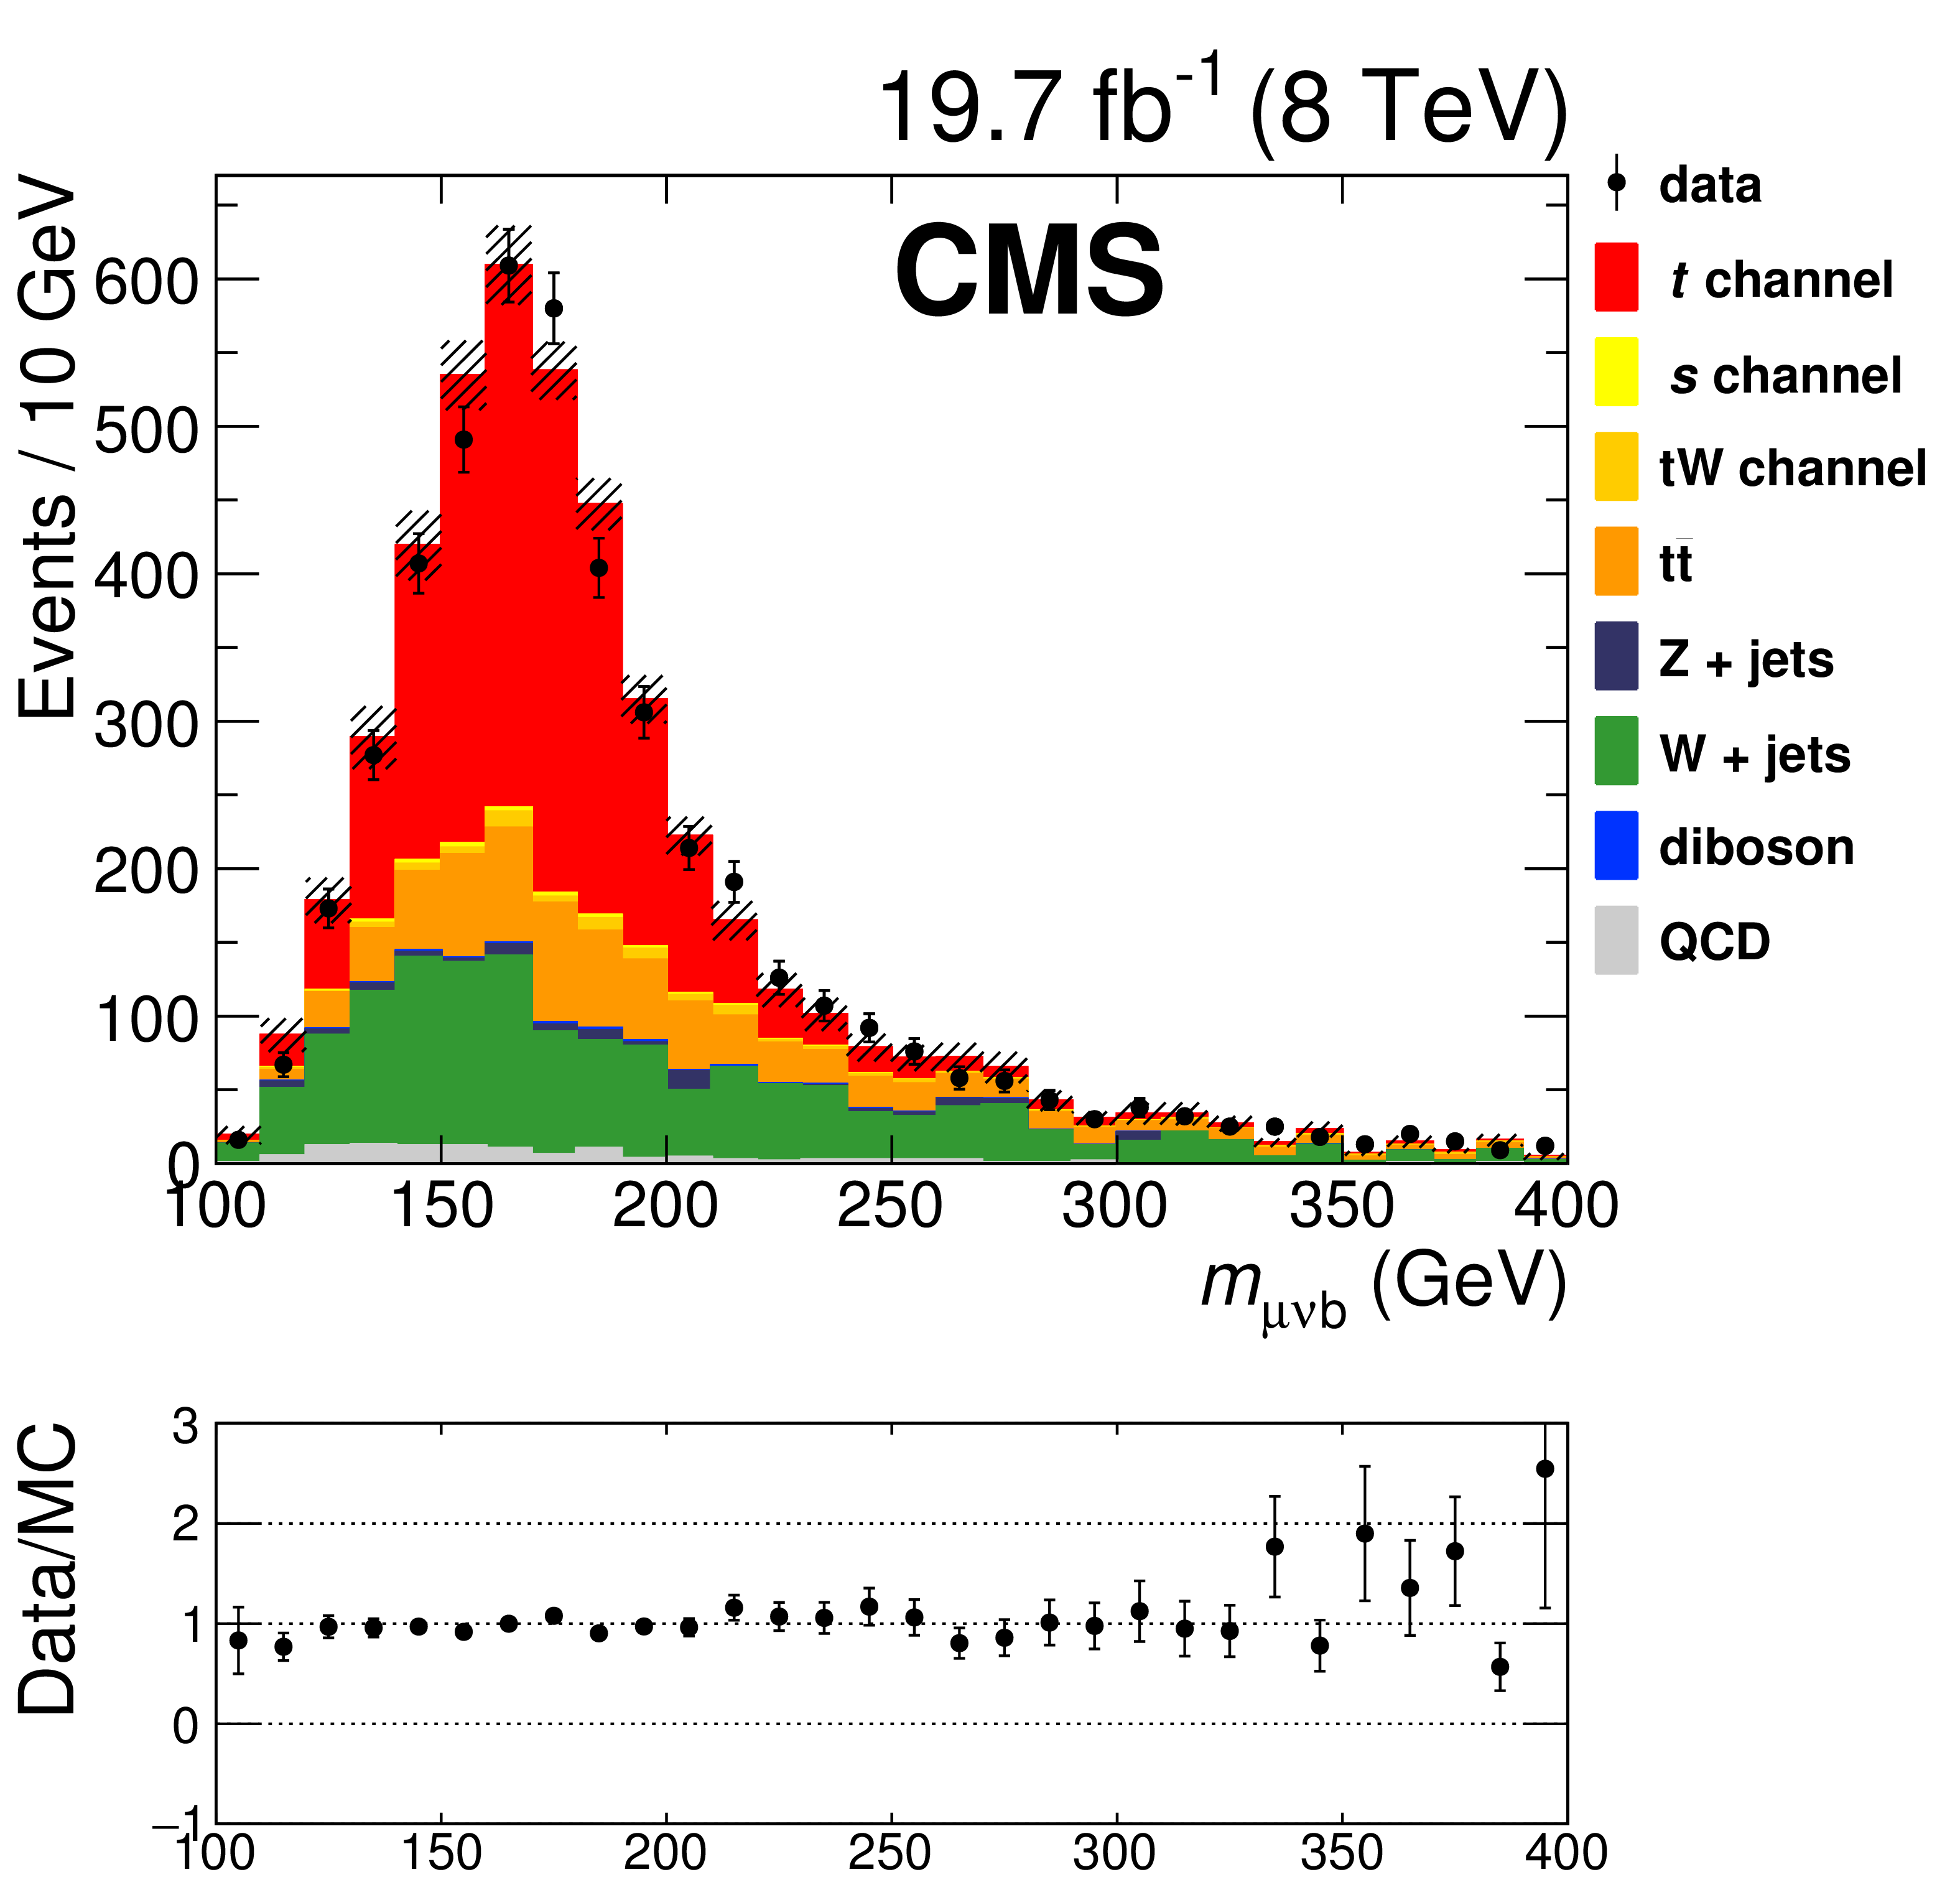 19.7 fb⁻¹ (8 TeV)
CMS
Events / 10 GeV
600
500
400
300
200
100
0
100 150 200 250 300 350 400
m_μνb (GeV)
data
t channel
s channel
tW channel
tt̄
Z + jets
W + jets
diboson
QCD
Data/MC
3
2
1
0
−1
100 150 200 250 300 350 400